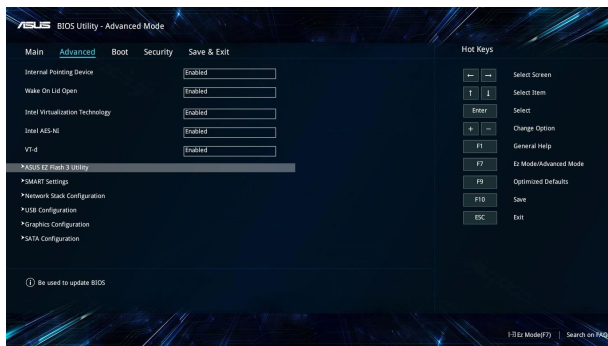 ASUS BIOS Utility - Advanced Mode
Main Advanced Boot Security Save & Exit
Internal Pointing Device Enabled
Wake On Lid Open Enabled
Intel Virtualization Technology Enabled
Intel AES-NI Enabled
VT-d Enabled
ASUS EZ Flash 3 Utility
SMART Settings
Network Stack Configuration
USB Configuration
Graphics Configuration
SATA Configuration
Be used to update BIOS
Hot Keys
← → Select Screen
↑ ↓ Select Item
Enter Select
+ − Change Option
F1 General Help
F7 Ez Mode/Advanced Mode
F9 Optimized Defaults
F10 Save
ESC Exit
Ez Mode(F7) | Search on FAQ